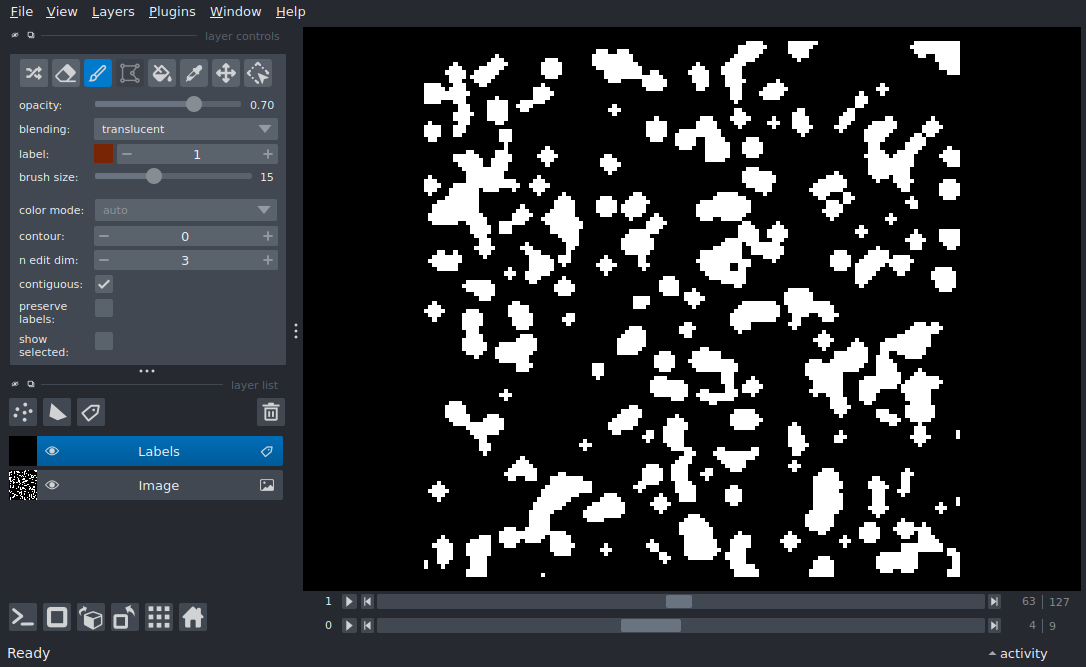 File View Layers Plugins Window Help
layer controls
opacity: 0.70
blending: translucent
label: 1
brush size: 15
color mode: auto
contour: 0
n edit dim: 3
contiguous:
preserve
labels:
show
selected:
layer list
Labels
Image
1 63 127
0 4 9
Ready activity